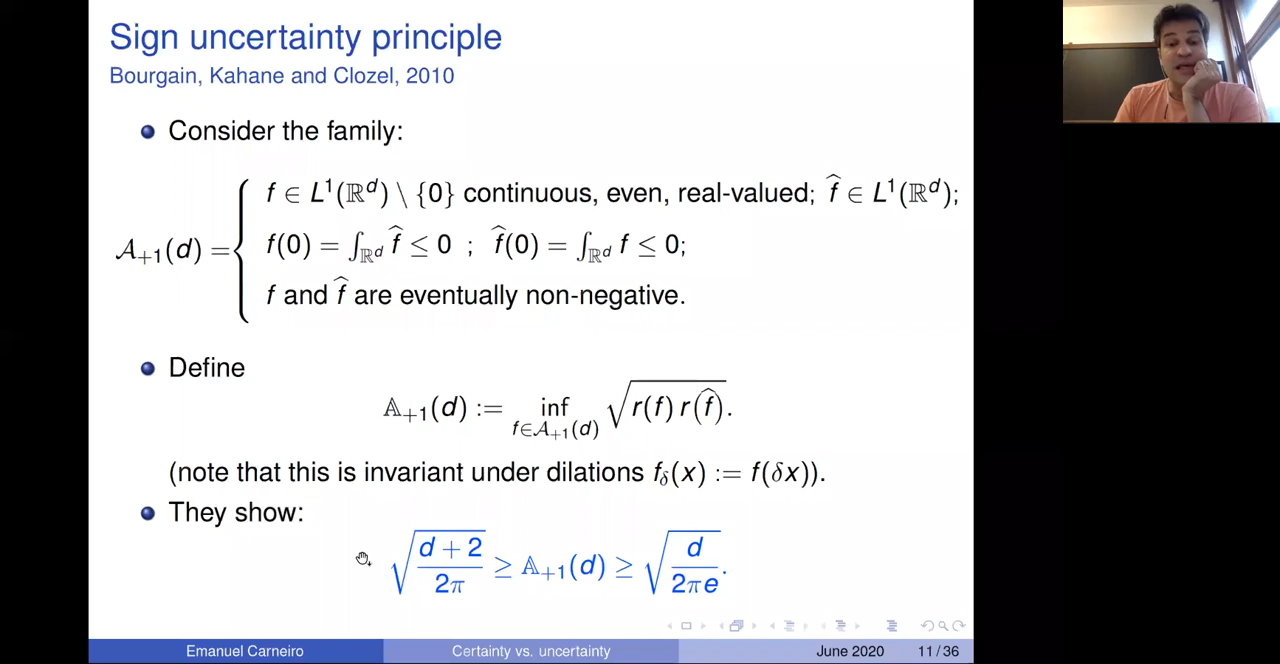 Sign uncertainty principle
Bourgain, Kahane and Clozel, 2010
Consider the family:
f ∈ L¹(ℝᵈ) \ {0} continuous, even, real-valued; f̂ ∈ L¹(ℝᵈ);
𝒜₊₁(d) = { f(0) = ∫_ℝᵈ f̂ ≤ 0 ; f̂(0) = ∫_ℝᵈ f ≤ 0;
f and f̂ are eventually non-negative.
Define
𝔸₊₁(d) := inf_{f∈𝒜₊₁(d)} √(r(f) r(f̂)).
(note that this is invariant under dilations f_δ(x) := f(δx)).
They show:
√((d + 2)/(2π)) ≥ 𝔸₊₁(d) ≥ √(d/(2πe)).
Emanuel Carneiro Certainty vs. uncertainty June 2020 11 / 36